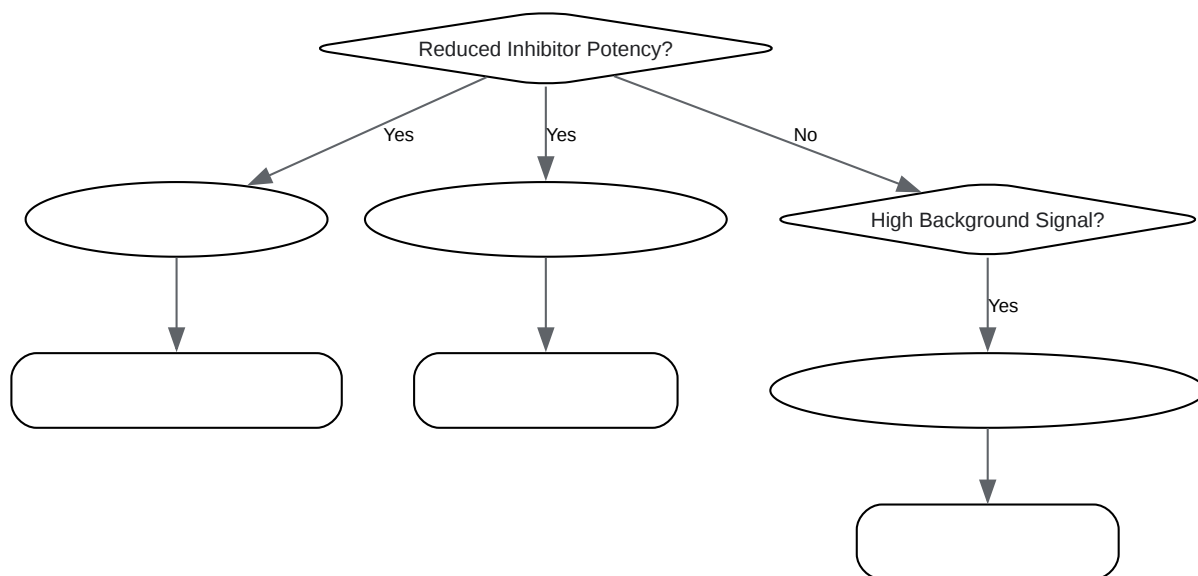 Reduced Inhibitor Potency?
Yes
Yes
No
High Background Signal?
Yes